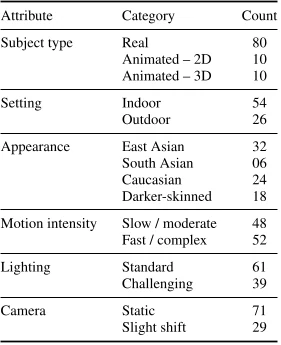 Attribute Category Count
Subject type Real 80
Animated – 2D 10
Animated – 3D 10
Setting Indoor 54
Outdoor 26
Appearance East Asian 32
South Asian 06
Caucasian 24
Darker-skinned 18
Motion intensity Slow / moderate 48
Fast / complex 52
Lighting Standard 61
Challenging 39
Camera Static 71
Slight shift 29